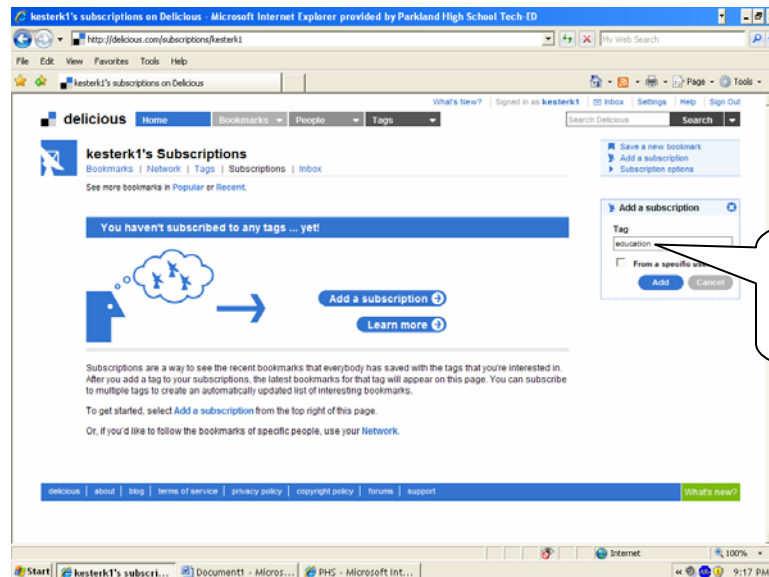 kesterk1's subscriptions on Delicious - Microsoft Internet Explorer provided by Parkland High School Tech-ED
http://delicious.com/subscriptions/kesterk1
My Web Search
File Edit View Favorites Tools Help
kesterk1's subscriptions on Delicious
Page Tools
What's New? Signed in as kesterk1 Inbox Settings Help Sign Out
delicious Home Bookmarks People Tags Search Delicious Search
kesterk1's Subscriptions
Bookmarks | Network | Tags | Subscriptions | Inbox
See more bookmarks in Popular or Recent.
Save a new bookmark
Add a subscription
Subscription options
You haven't subscribed to any tags ... yet!
Add a subscription
Learn more
Add a subscription
Tag
education
From a specific
Add Cancel
Subscriptions are a way to see the recent bookmarks that everybody has saved with the tags that you're interested in.
After you add a tag to your subscriptions, the latest bookmarks for that tag will appear on this page. You can subscribe
to multiple tags to create an automatically updated list of interesting bookmarks.
To get started, select Add a subscription from the top right of this page.
Or, if you'd like to follow the bookmarks of specific people, use your Network.
delicious | about | blog | terms of service | privacy policy | copyright policy | forums | support What's new?
Internet 100%
Start kesterk1's subscri... Document1 - Micros... PHS - Microsoft Int... 9:17 PM